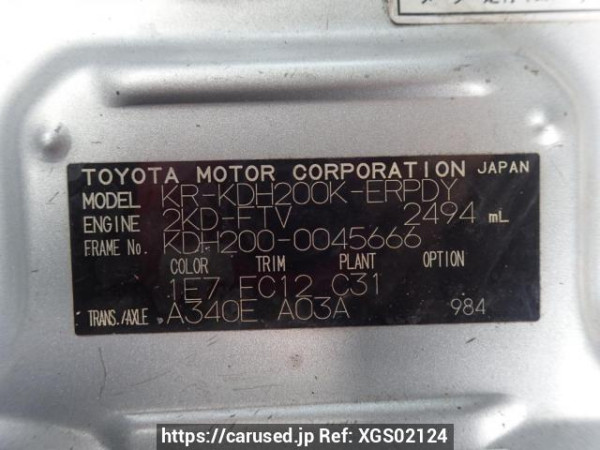 TOYOTA MOTOR CORPORATION JAPAN
MODEL KR-KDH200K-ERPDY
ENGINE 2KD-FTV 2494 mL
FRAME No. KDH200-0045666
COLOR TRIM PLANT OPTION
1E7 FC12 C31
TRANS./AXLE A340E A03A 984
https://carused.jp Ref: XGS02124